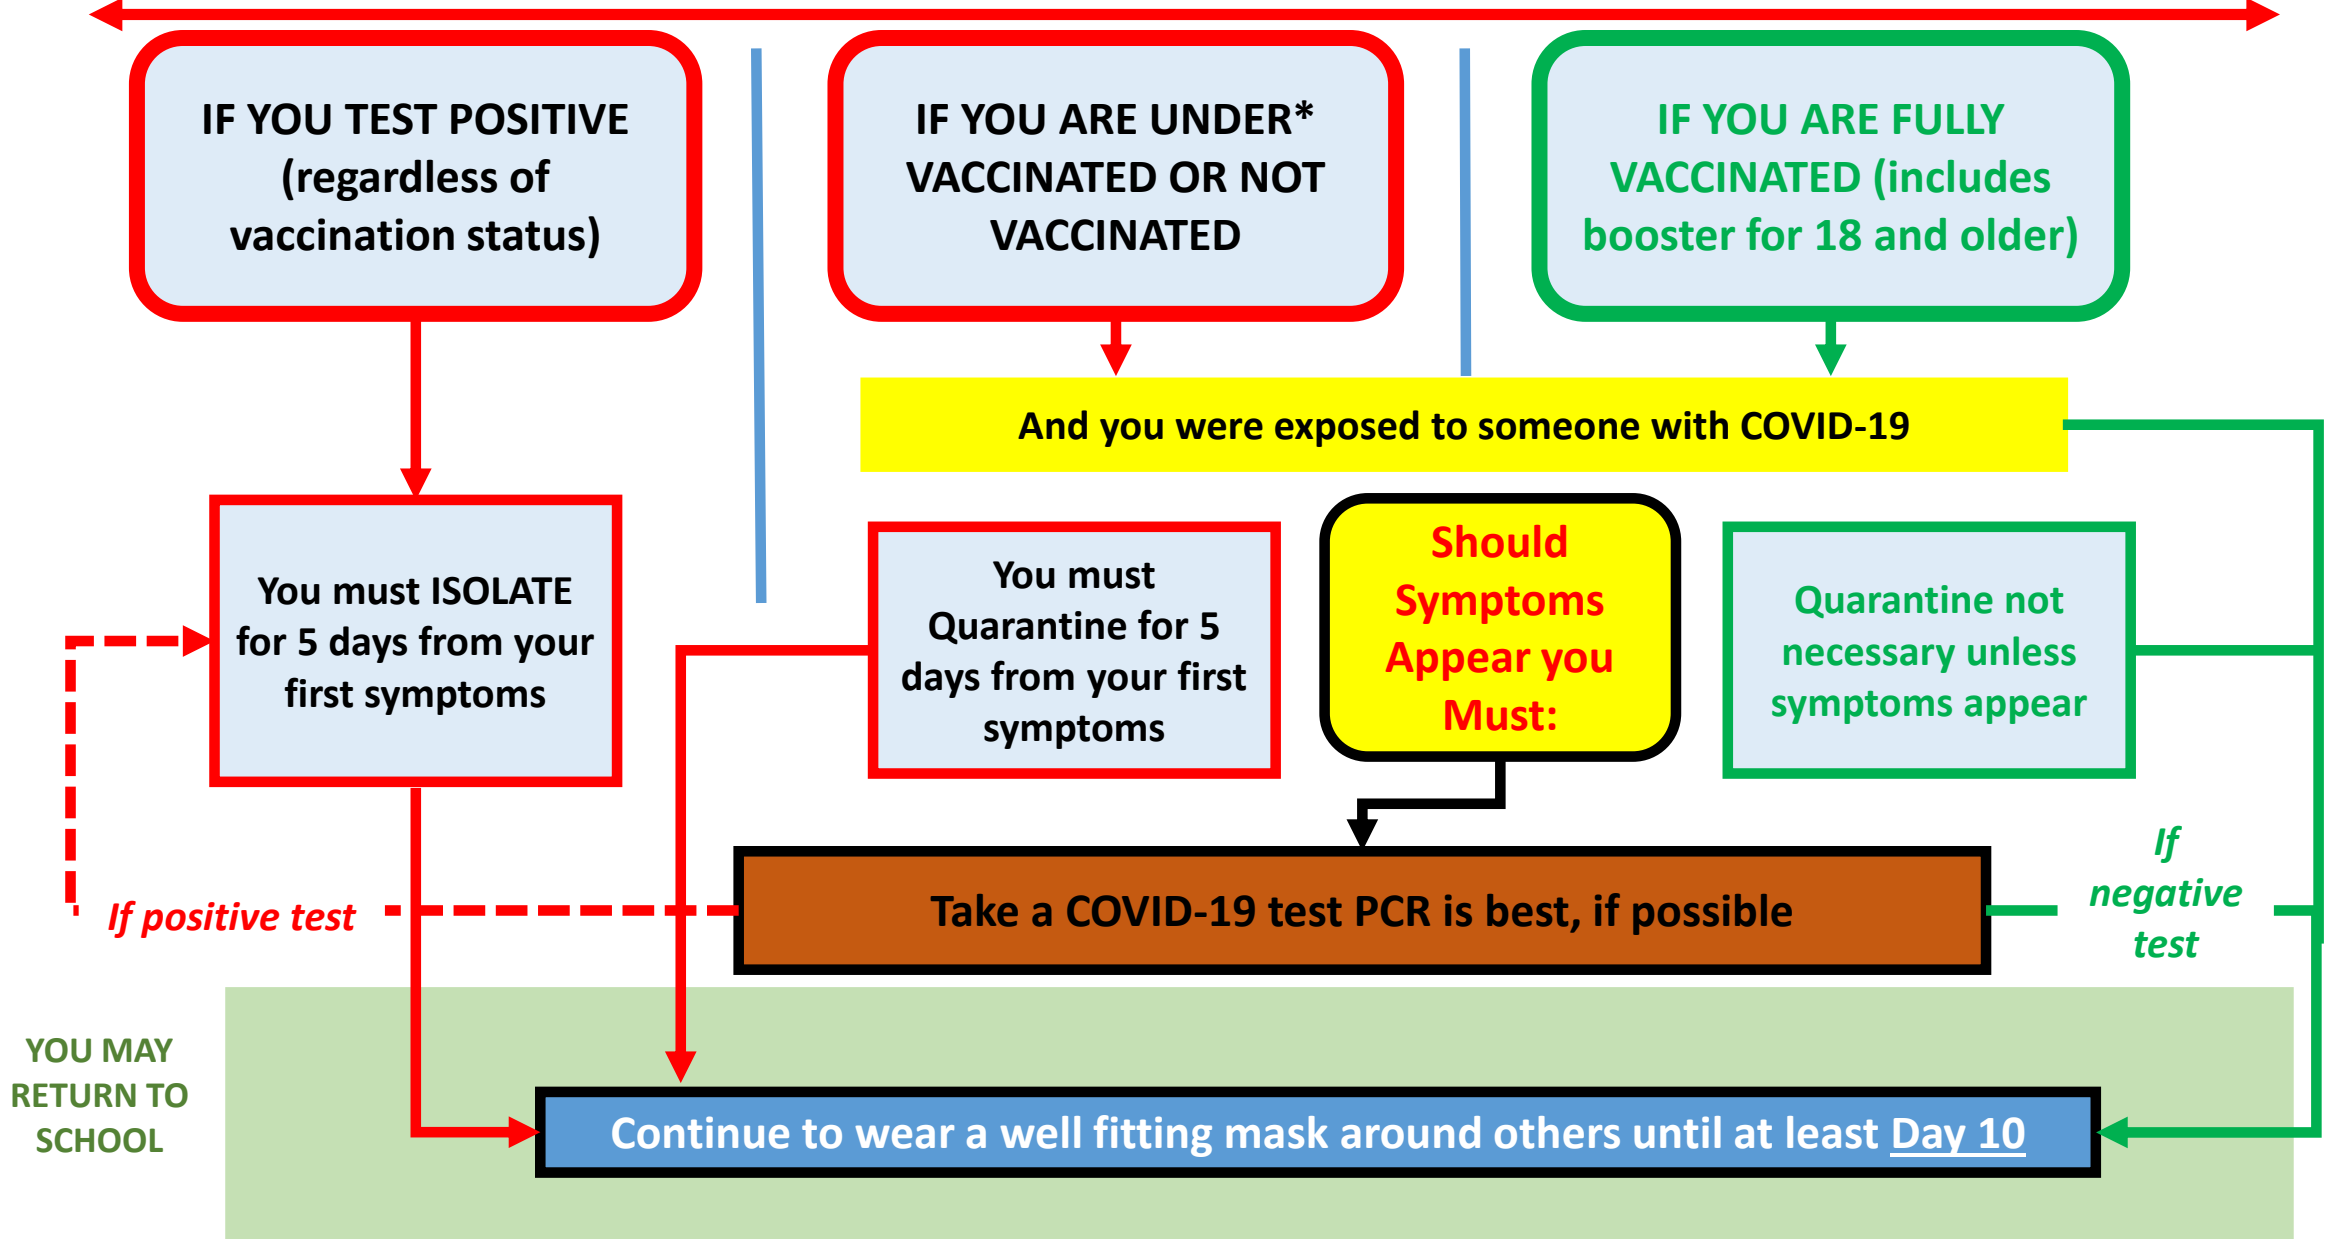 IF YOU TEST POSITIVE
(regardless of
vaccination status)
IF YOU ARE UNDER*
VACCINATED OR NOT
VACCINATED
IF YOU ARE FULLY
VACCINATED (includes
booster for 18 and older)
And you were exposed to someone with COVID-19
You must ISOLATE
for 5 days from your
first symptoms
You must
Quarantine for 5
days from your first
symptoms
Should
Symptoms
Appear you
Must:
Quarantine not
necessary unless
symptoms appear
If positive test
Take a COVID-19 test PCR is best, if possible
If
negative
test
YOU MAY
RETURN TO
SCHOOL
Continue to wear a well fitting mask around others until at least Day 10